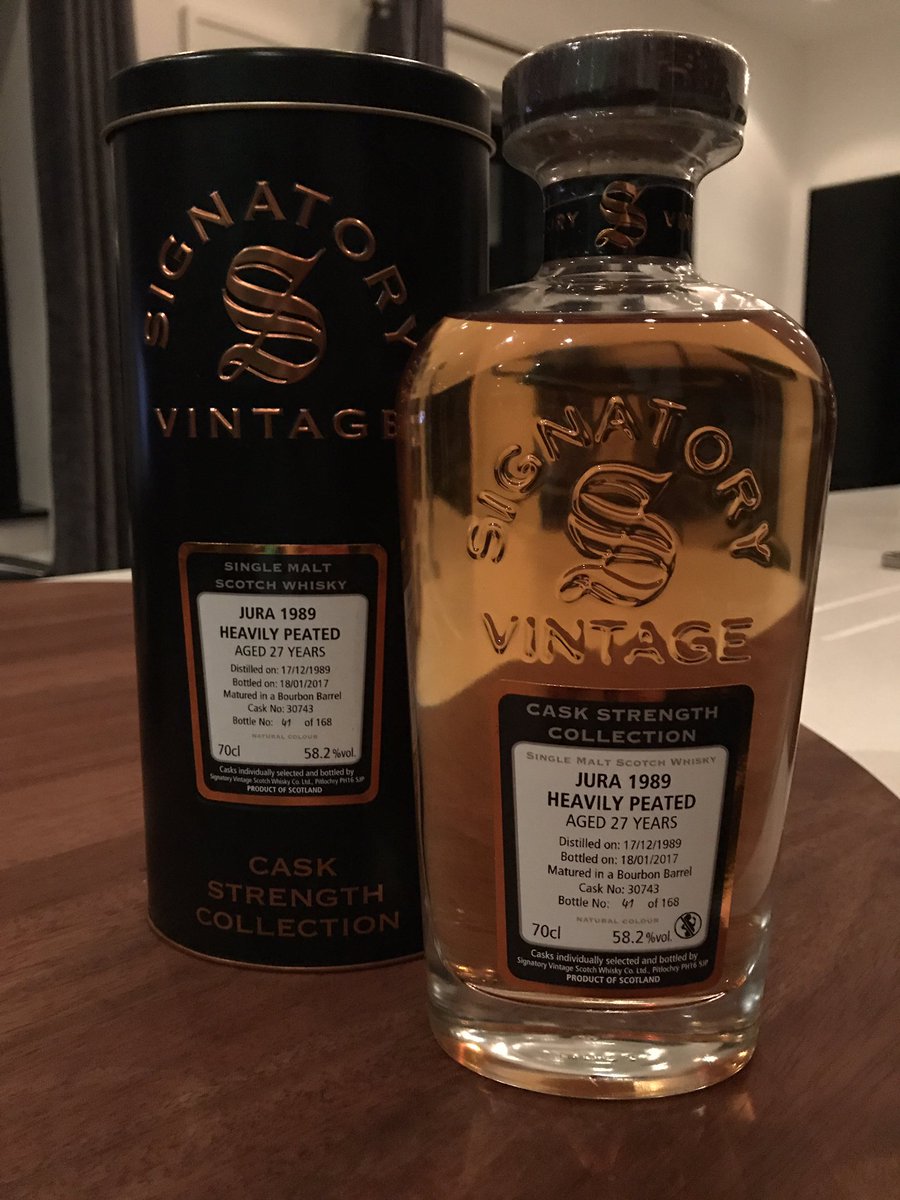 SIGNATORY
S
VINTAGE
SINGLE MALT
SCOTCH WHISKY
JURA 1989
HEAVILY PEATED
AGED 27 YEARS
Distilled on: 17/12/1989
Bottled on: 18/01/2017
Matured in a Bourbon Barrel
Cask No: 30743
Bottle No: 41 of 168
NATURAL COLOUR
70cl 58.2%vol.
Casks individually selected and bottled by
Signatory Vintage Scotch Whisky Co. Ltd., Pitlochry PH16 5JP
PRODUCT OF SCOTLAND
CASK
STRENGTH
COLLECTION
ORY S VINT
SIGNATORY
S
VINTAGE
CASK STRENGTH
COLLECTION
SINGLE MALT SCOTCH WHISKY
JURA 1989
HEAVILY PEATED
AGED 27 YEARS
Distilled on: 17/12/1989
Bottled on: 18/01/2017
Matured in a Bourbon Barrel
Cask No: 30743
Bottle No: 41 of 168
NATURAL COLOUR
70cl 58.2%vol.
Casks individually selected and bottled by
Signatory Vintage Scotch Whisky Co. Ltd., Pitlochry PH16 5JP
PRODUCT OF SCOTLAND